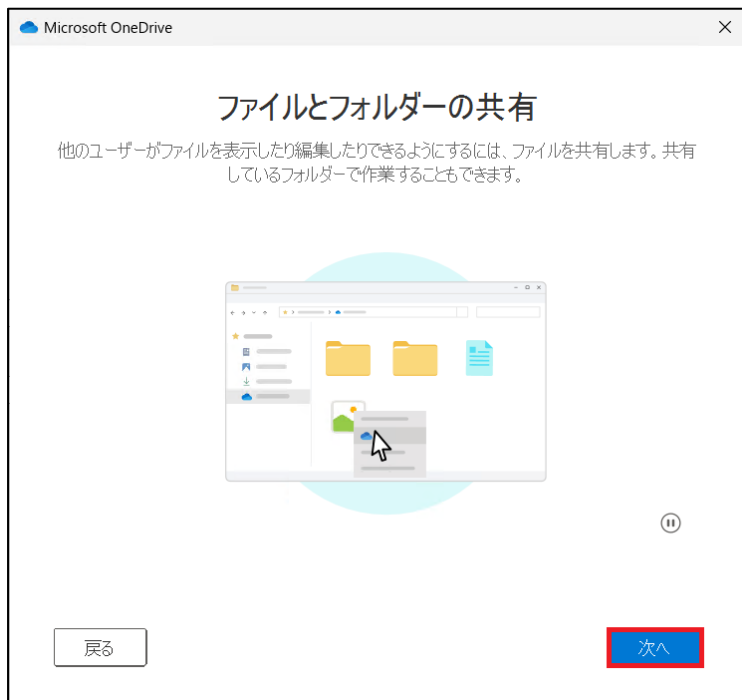 Microsoft OneDrive
ファイルとフォルダーの共有
他のユーザーがファイルを表示したり編集したりできるようにするには、ファイルを共有します。共有
しているフォルダーで作業することもできます。
戻る
次へ